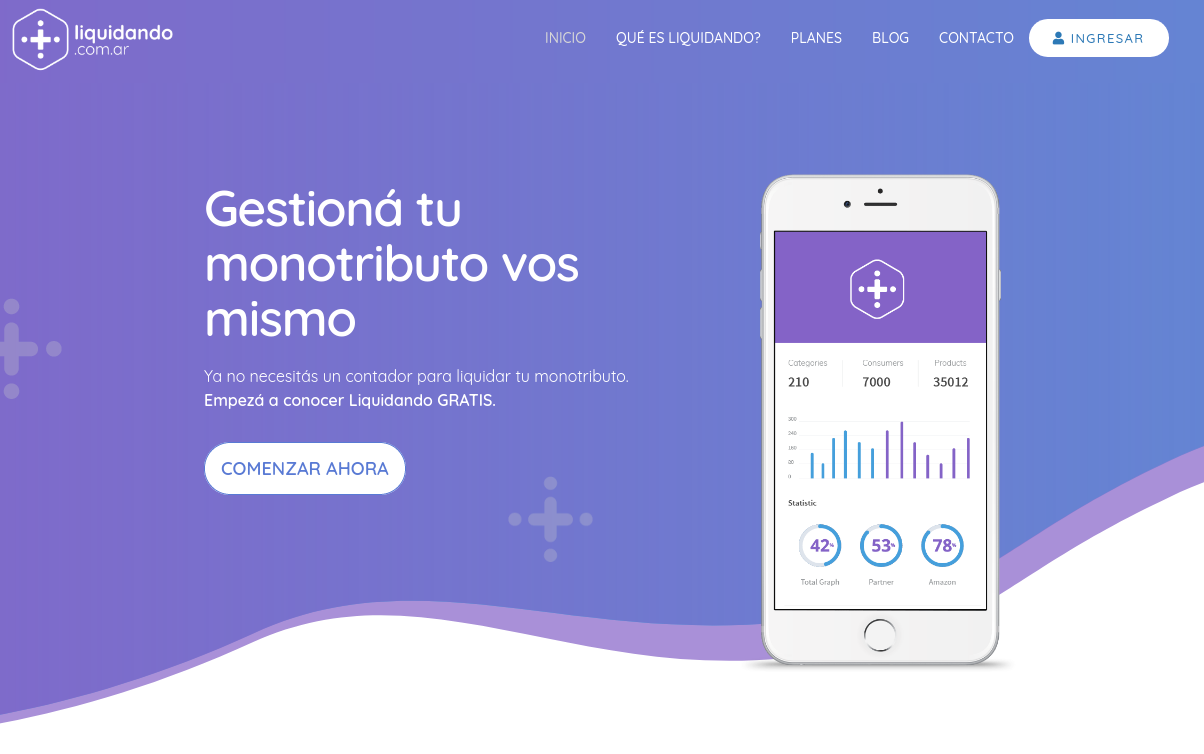 liquidando
.com.ar
INICIO
QUÉ ES LIQUIDANDO?
PLANES
BLOG
CONTACTO
INGRESAR
Gestioná tu
monotributo vos
mismo
Ya no necesitás un contador para liquidar tu monotributo.
Empezá a conocer Liquidando GRATIS.
COMENZAR AHORA
Categories Consumers Products
210 7000 35012
300
240
160
80
0
Statistic
42% 53% 78%
Total Graph Partner Amazon